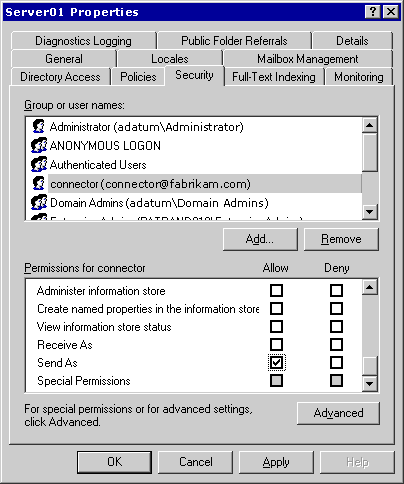 Server01 Properties
Diagnostics Logging Public Folder Referrals Details
General Locales Mailbox Management
Directory Access Policies Security Full-Text Indexing Monitoring
Group or user names:
Administrator (adatum\Administrator)
ANONYMOUS LOGON
Authenticated Users
connector (connector@fabrikam.com)
Domain Admins (adatum\Domain Admins)
Add... Remove
Permissions for connector Allow Deny
Administer information store
Create named properties in the information store
View information store status
Receive As
Send As
Special Permissions
For special permissions or for advanced settings,
click Advanced.
Advanced
OK Cancel Apply Help